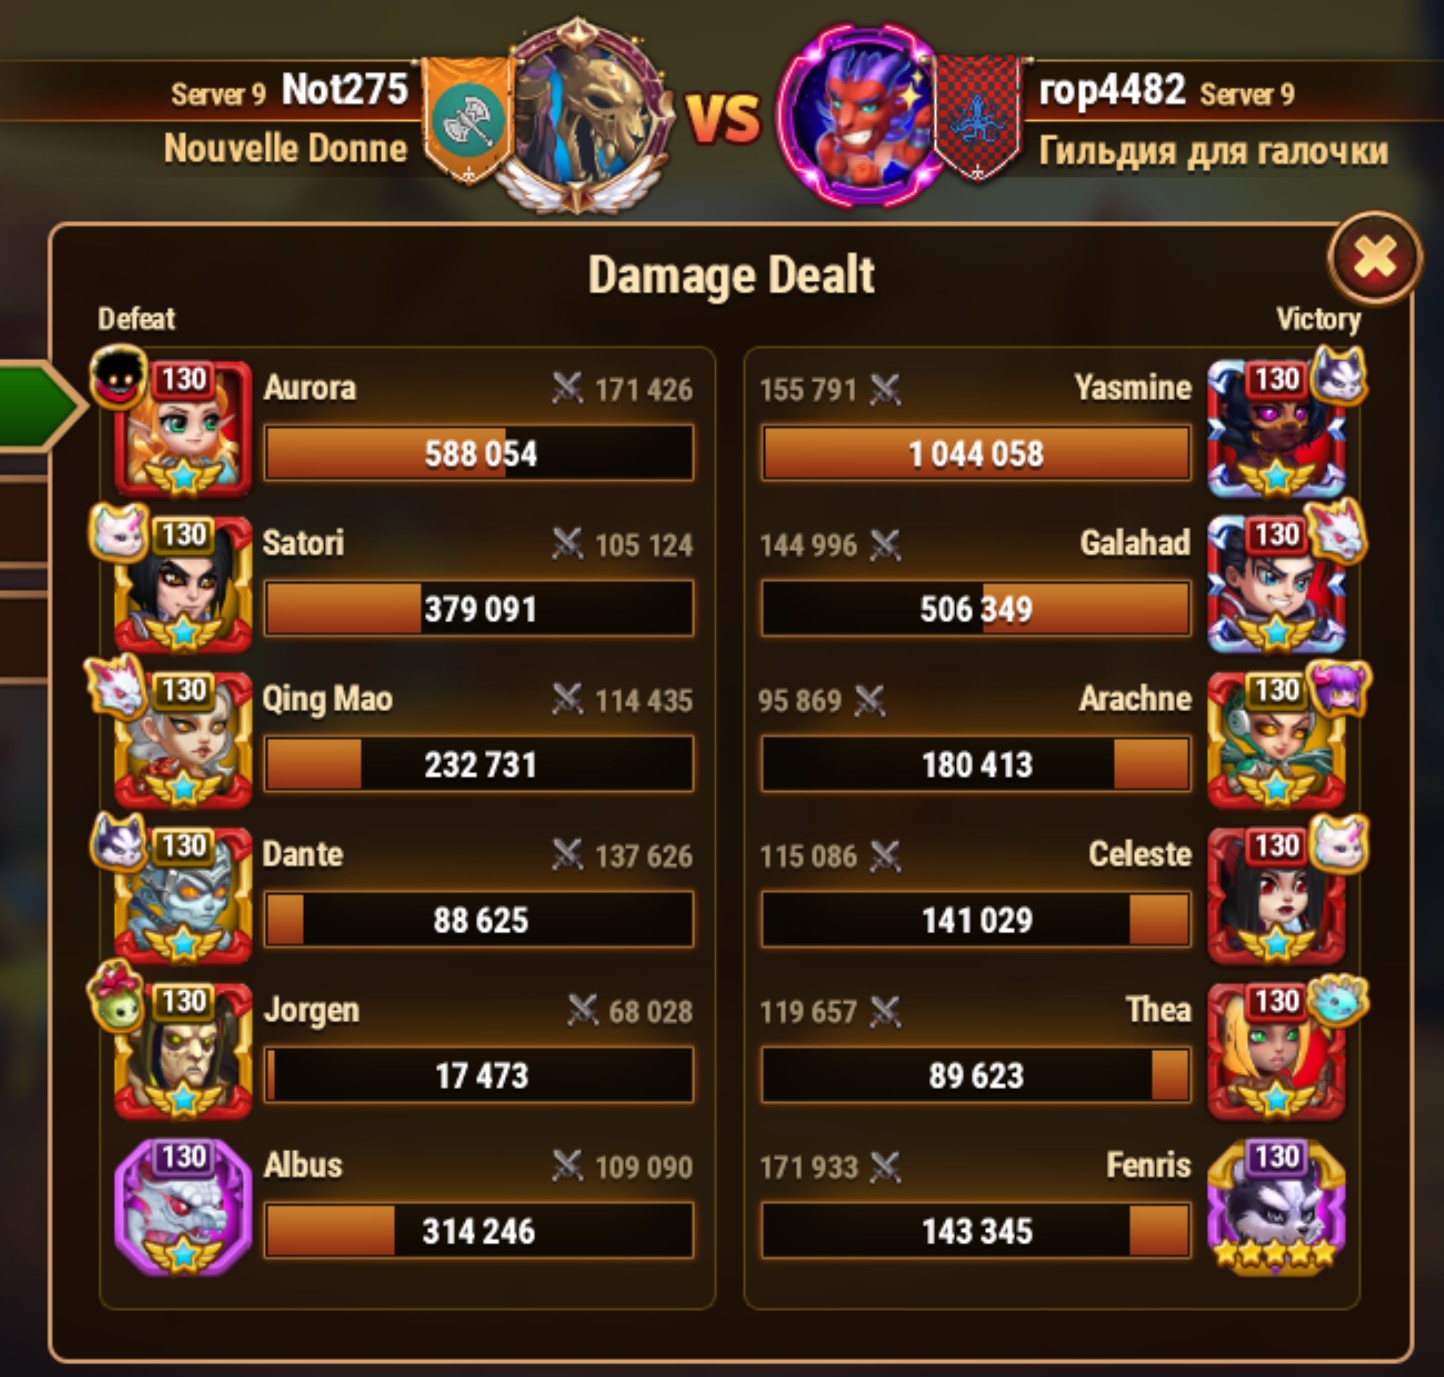 Server 9 Not275
Nouvelle Donne
VS
rop4482 Server 9
Гильдия для галочки
Damage Dealt
Defeat
Victory
130 Aurora 171 426
588 054
155 791 Yasmine 130
1 044 058
130 Satori 105 124
379 091
144 996 Galahad 130
506 349
130 Qing Mao 114 435
232 731
95 869 Arachne 130
180 413
130 Dante 137 626
88 625
115 086 Celeste 130
141 029
130 Jorgen 68 028
17 473
119 657 Thea 130
89 623
130 Albus 109 090
314 246
171 933 Fenris 130
143 345